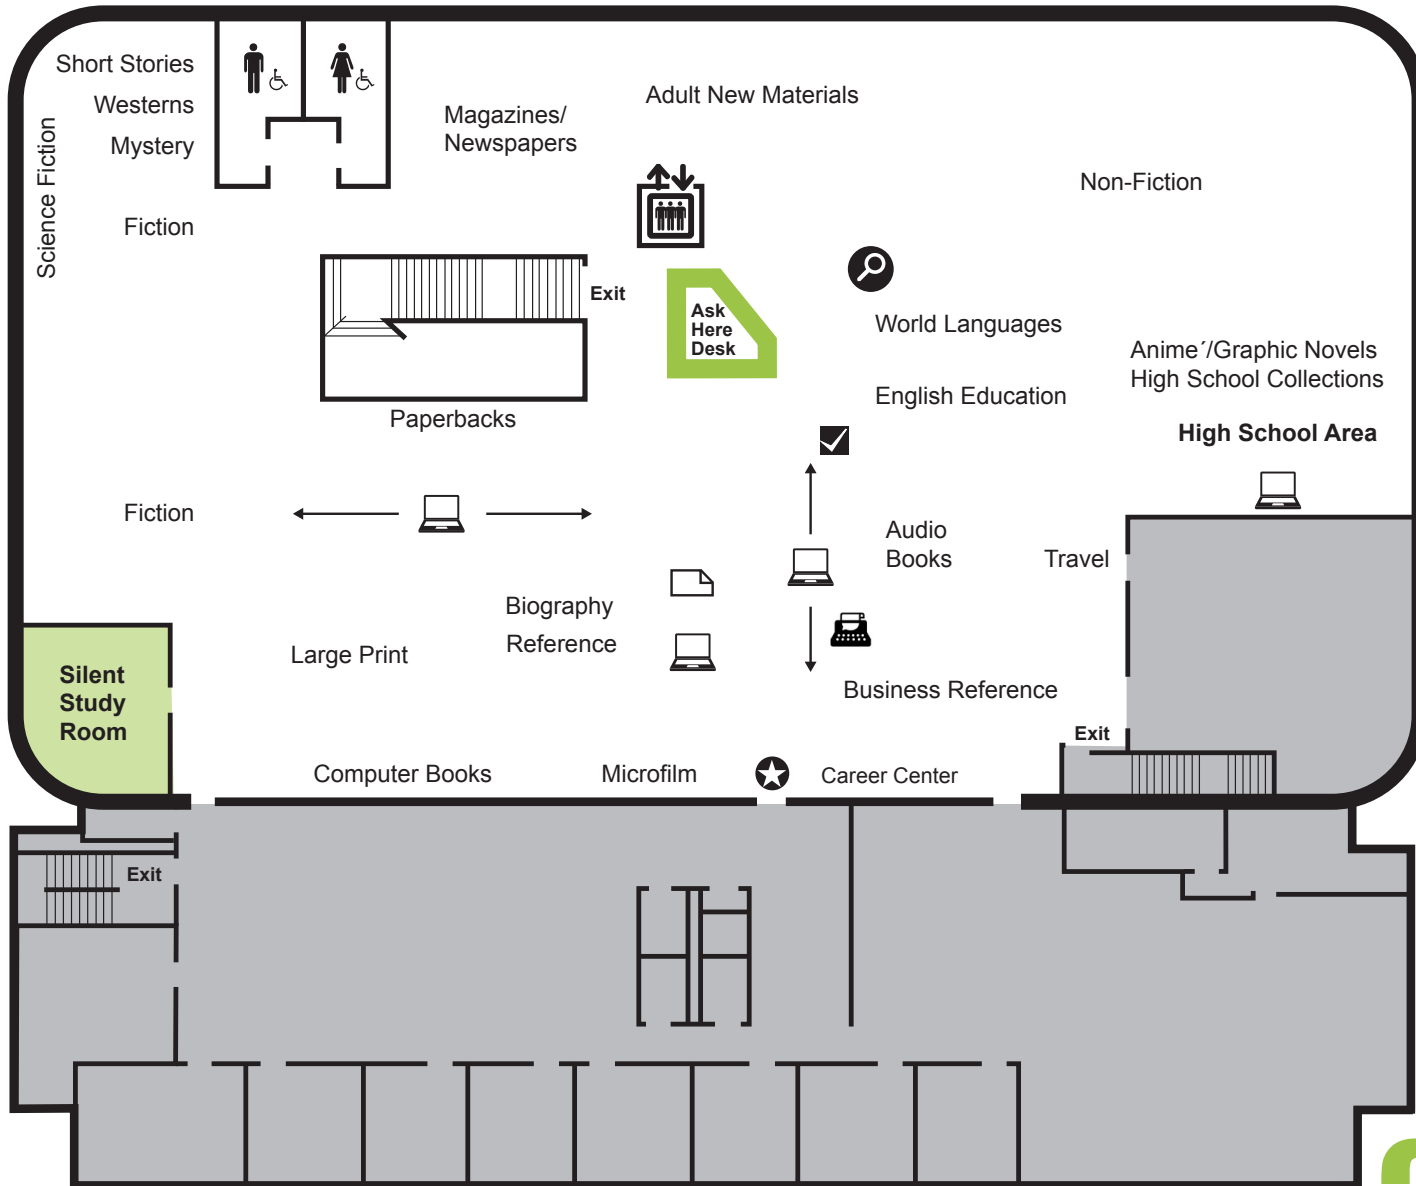 Short Stories
Westerns
Mystery
Science Fiction
Fiction
Magazines/
Newspapers
Adult New Materials
Non-Fiction
Exit
Ask
Here
Desk
World Languages
English Education
Anime´/Graphic Novels
High School Collections
High School Area
Paperbacks
Fiction
Audio
Books
Travel
Biography
Reference
Large Print
Silent
Study
Room
Business Reference
Exit
Computer Books
Microfilm
Career Center
Exit